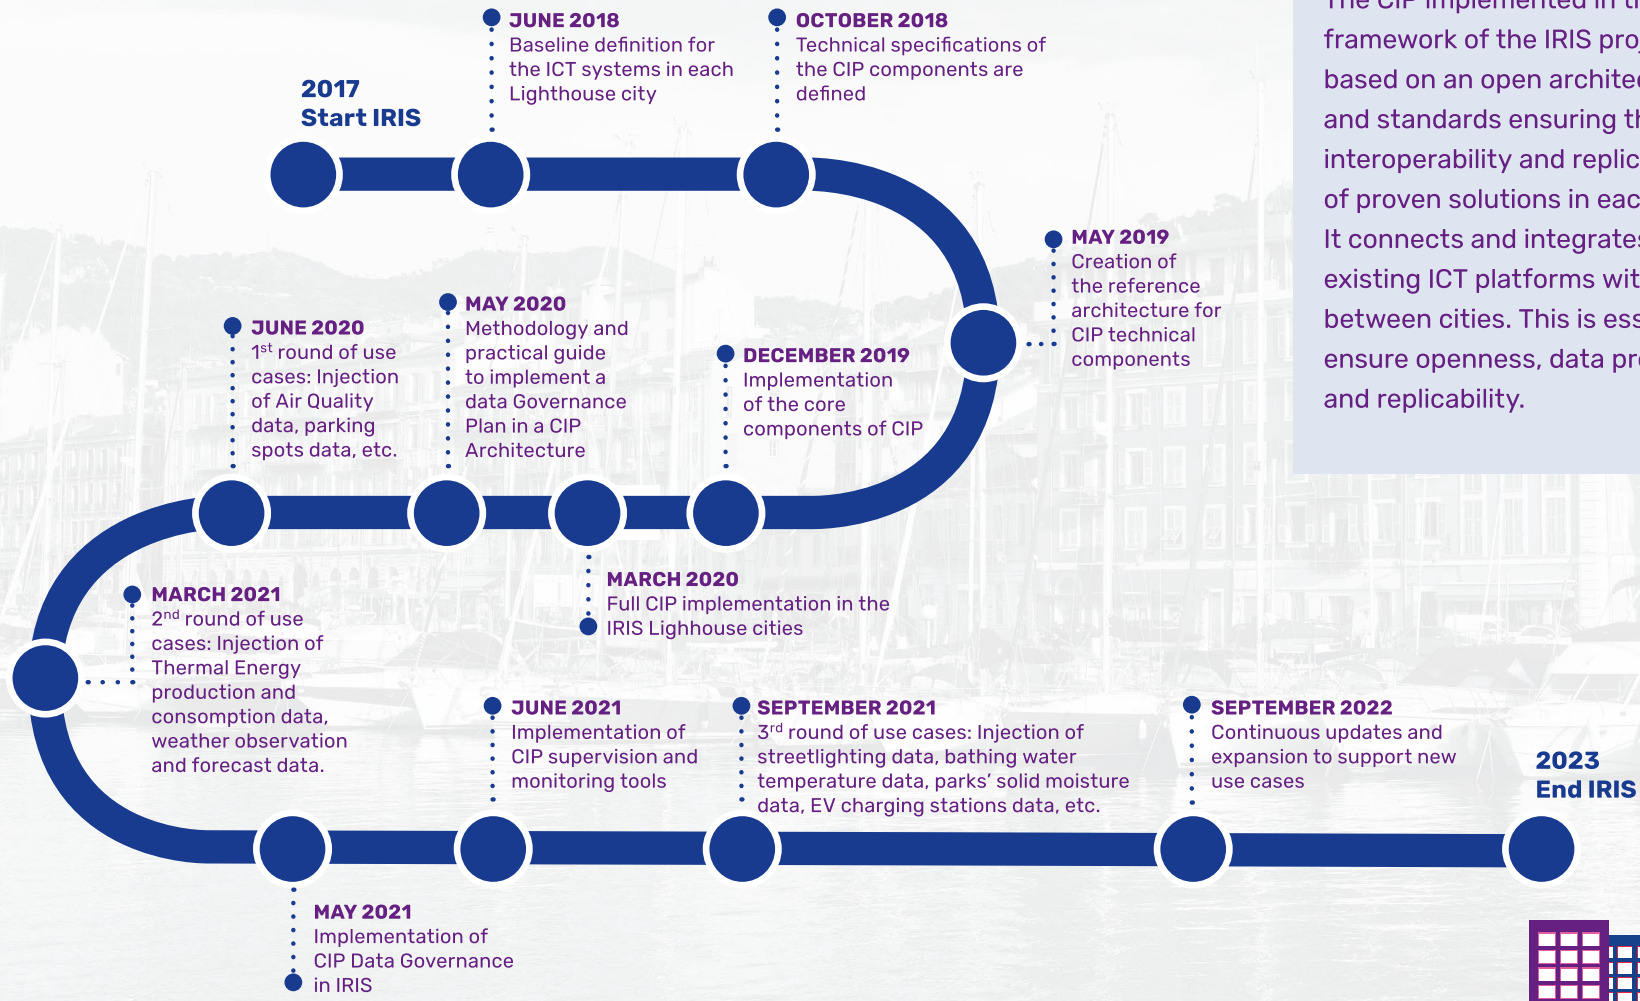 2017
Start IRIS
JUNE 2018
Baseline definition for
the ICT systems in each
Lighthouse city
OCTOBER 2018
Technical specifications of
the CIP components are
defined
MAY 2019
Creation of
the reference
architecture for
CIP technical
components
DECEMBER 2019
Implementation
of the core
components of CIP
MARCH 2020
Full CIP implementation in the
IRIS Lighhouse cities
MAY 2020
Methodology and
practical guide
to implement a
data Governance
Plan in a CIP
Architecture
JUNE 2020
1st round of use
cases: Injection
of Air Quality
data, parking
spots data, etc.
MARCH 2021
2nd round of use
cases: Injection of
Thermal Energy
production and
consomption data,
weather observation
and forecast data.
MAY 2021
Implementation of
CIP Data Governance
in IRIS
JUNE 2021
Implementation of
CIP supervision and
monitoring tools
SEPTEMBER 2021
3rd round of use cases: Injection of
streetlighting data, bathing water
temperature data, parks’ solid moisture
data, EV charging stations data, etc.
SEPTEMBER 2022
Continuous updates and
expansion to support new
use cases
2023
End IRIS
The CIP implemented in
framework of the IRIS
based on an open
and standards ensuring
interoperability and
of proven solutions in
It connects and
existing ICT platforms
between cities. This is
ensure openness, data
and replicability.